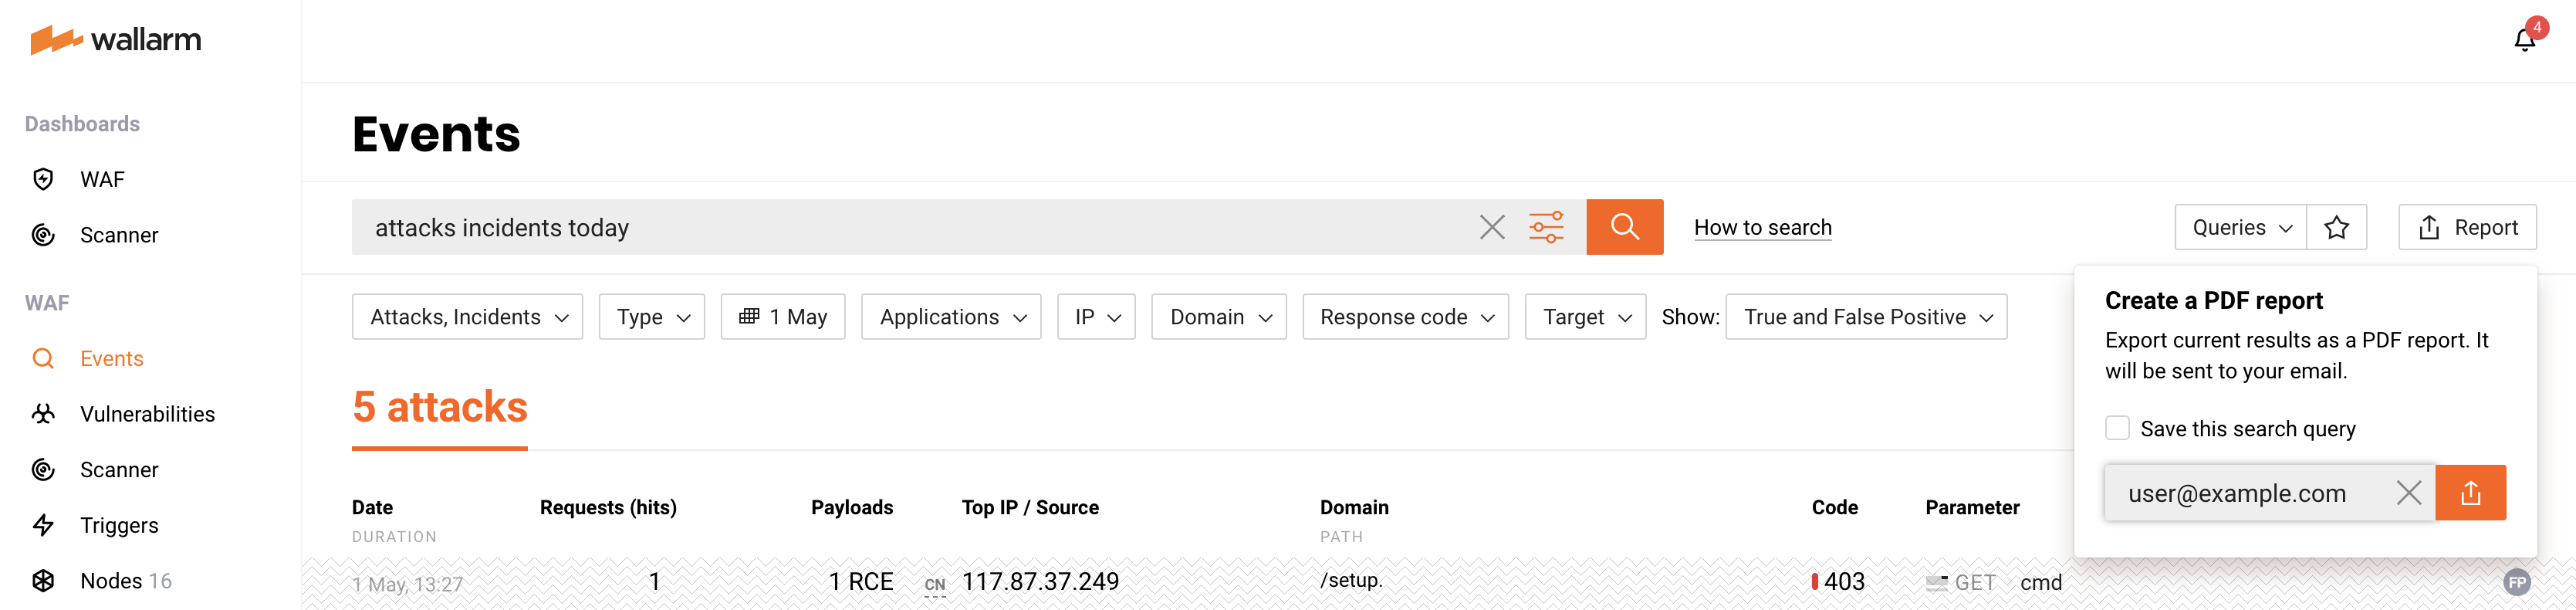 wallarm
4
Dashboards
WAF
Scanner
WAF
Events
Vulnerabilities
Scanner
Triggers
Nodes 16
Events
attacks incidents today
How to search
Queries
Report
Attacks, Incidents
Type
1 May
Applications
IP
Domain
Response code
Target
Show:
True and False Positive
Create a PDF report
Export current results as a PDF report. It
will be sent to your email.
Save this search query
user@example.com
5 attacks
Date Requests (hits) Payloads Top IP / Source Domain Code Parameter
DURATION PATH
1 May, 13:27 1 1 RCE CN 117.87.37.249 /setup. 403 GET cmd FP